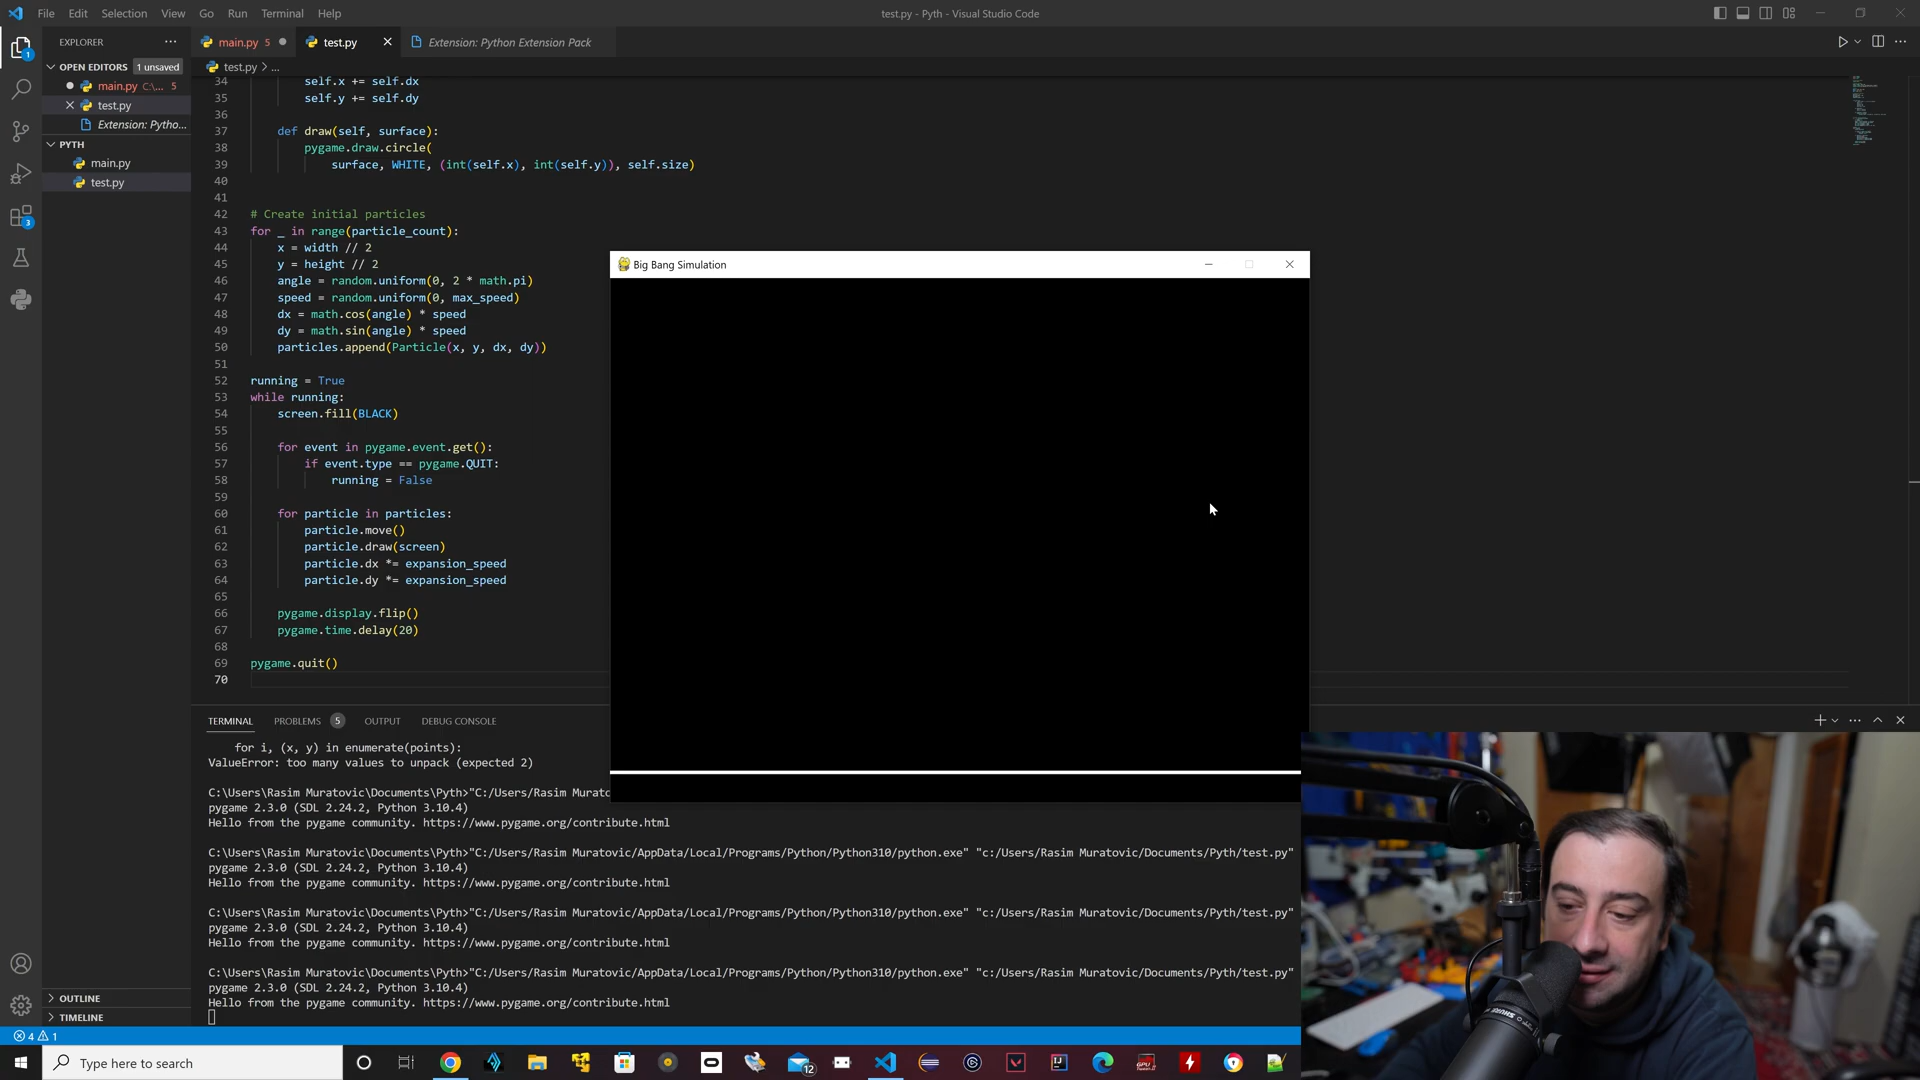 File Edit Selection View Go Run Terminal Help
test.py - Pyth - Visual Studio Code
EXPLORER
OPEN EDITORS 1 unsaved
main.py C:\... 5
test.py
Extension: Pytho...
PYTH
main.py
test.py
OUTLINE
TIMELINE
1
3
main.py 5
test.py
Extension: Python Extension Pack
test.py > ...
34 self.x += self.dx
35 self.y += self.dy
36
37 def draw(self, surface):
38 pygame.draw.circle(
39 surface, WHITE, (int(self.x), int(self.y)), self.size)
40
41
42 # Create initial particles
43 for _ in range(particle_count):
44 x = width // 2
45 y = height // 2
46 angle = random.uniform(0, 2 * math.pi)
47 speed = random.uniform(0, max_speed)
48 dx = math.cos(angle) * speed
49 dy = math.sin(angle) * speed
50 particles.append(Particle(x, y, dx, dy))
51
52 running = True
53 while running:
54 screen.fill(BLACK)
55
56 for event in pygame.event.get():
57 if event.type == pygame.QUIT:
58 running = False
59
60 for particle in particles:
61 particle.move()
62 particle.draw(screen)
63 particle.dx *= expansion_speed
64 particle.dy *= expansion_speed
65
66 pygame.display.flip()
67 pygame.time.delay(20)
68
69 pygame.quit()
70
Big Bang Simulation
TERMINAL PROBLEMS 5 OUTPUT DEBUG CONSOLE
for i, (x, y) in enumerate(points):
ValueError: too many values to unpack (expected 2)
C:\Users\Rasim Muratovic\Documents\Pyth>"C:/Users/Rasim Murato
pygame 2.3.0 (SDL 2.24.2, Python 3.10.4)
Hello from the pygame community. https://www.pygame.org/contribute.html
C:\Users\Rasim Muratovic\Documents\Pyth>"C:/Users/Rasim Muratovic/AppData/Local/Programs/Python/Python310/python.exe" "c:/Users/Rasim Muratovic/Documents/Pyth/test.py"
pygame 2.3.0 (SDL 2.24.2, Python 3.10.4)
Hello from the pygame community. https://www.pygame.org/contribute.html
C:\Users\Rasim Muratovic\Documents\Pyth>"C:/Users/Rasim Muratovic/AppData/Local/Programs/Python/Python310/python.exe" "c:/Users/Rasim Muratovic/Documents/Pyth/test.py"
pygame 2.3.0 (SDL 2.24.2, Python 3.10.4)
Hello from the pygame community. https://www.pygame.org/contribute.html
C:\Users\Rasim Muratovic\Documents\Pyth>"C:/Users/Rasim Muratovic/AppData/Local/Programs/Python/Python310/python.exe" "c:/Users/Rasim Muratovic/Documents/Pyth/test.py"
pygame 2.3.0 (SDL 2.24.2, Python 3.10.4)
Hello from the pygame community. https://www.pygame.org/contribute.html
4 1
Type here to search
12